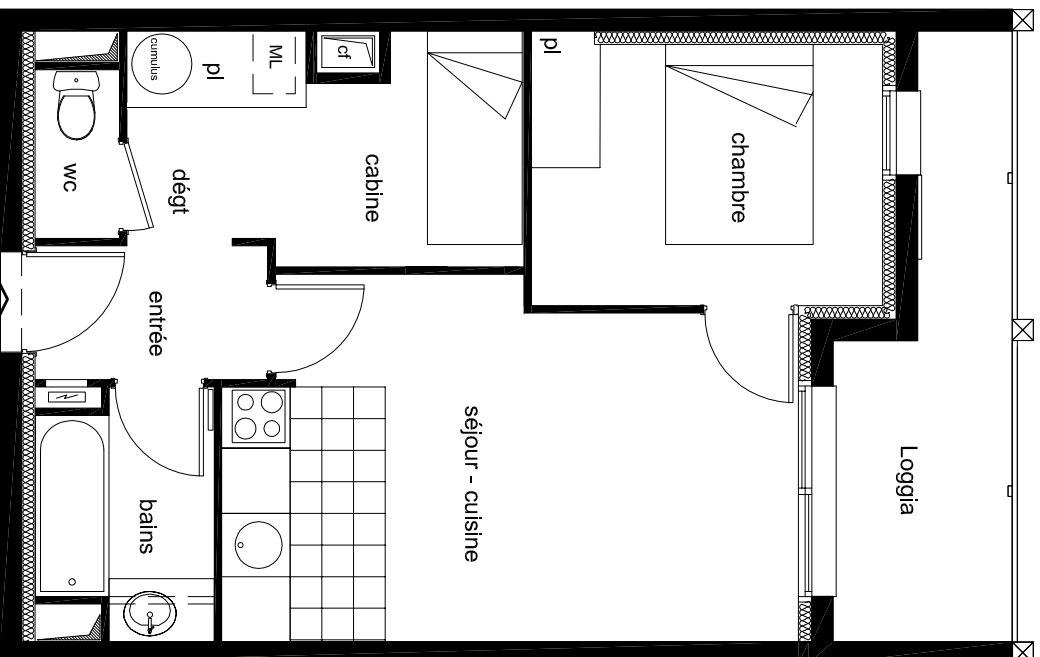 cumulus
pl
ML
cf
pl
wc
dégt
cabine
chambre
entrée
séjour - cuisine
Loggia
bains